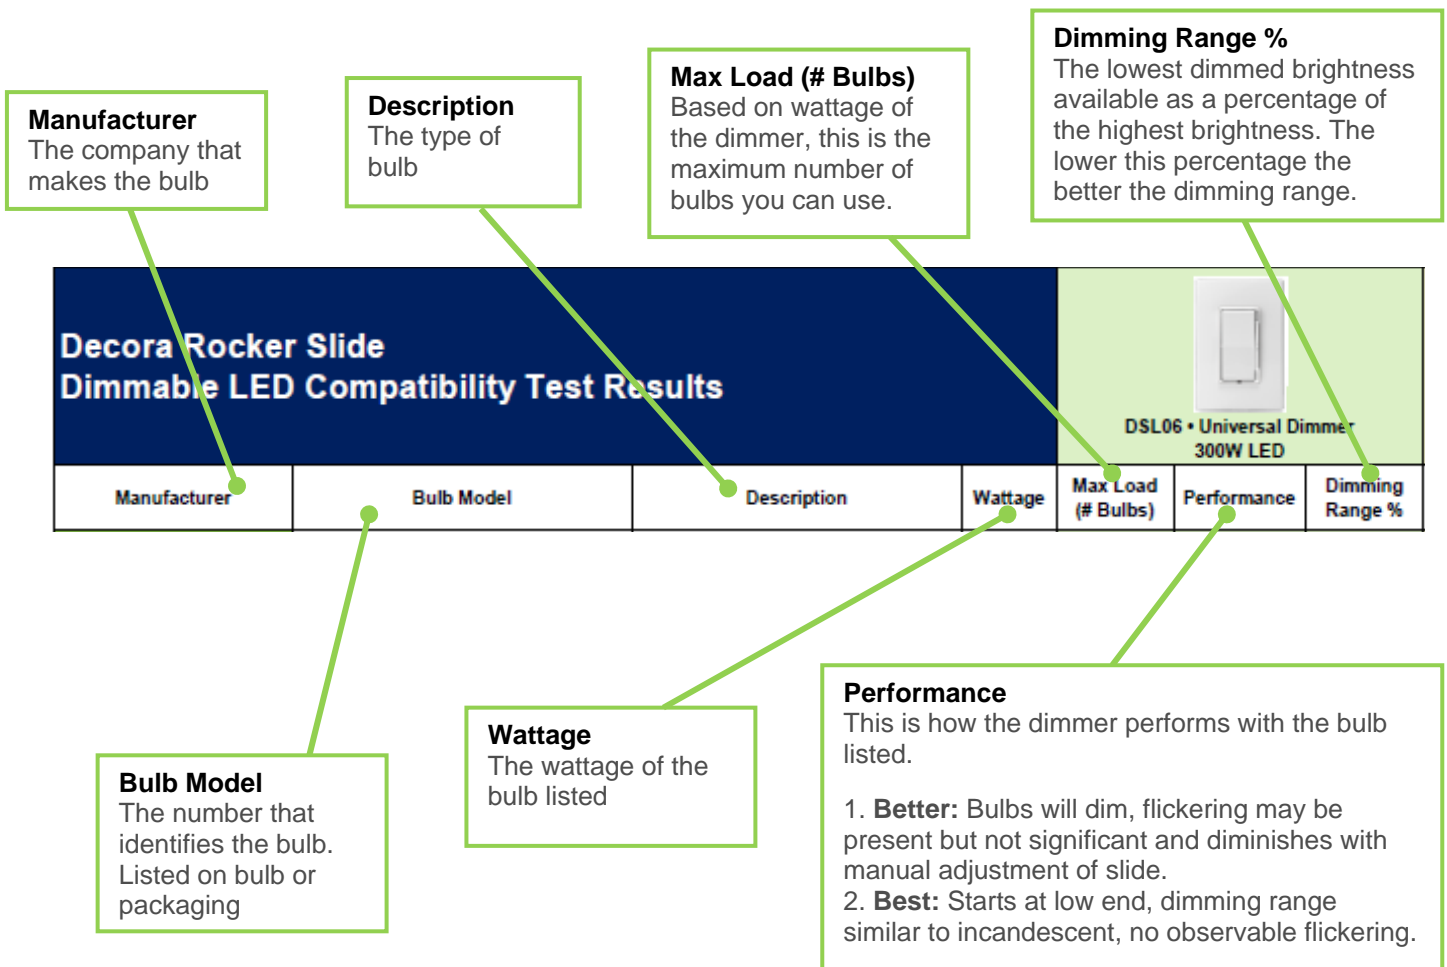 Manufacturer
The company that
makes the bulb
Description
The type of
bulb
Max Load (# Bulbs)
Based on wattage of
the dimmer, this is the
maximum number of
bulbs you can use.
Dimming Range %
The lowest dimmed brightness
available as a percentage of
the highest brightness. The
lower this percentage the
better the dimming range.
Decora Rocker Slide
Dimmable LED Compatibility Test Results
DSL06 • Universal Dimmer
300W LED
Manufacturer
Bulb Model
Description
Wattage
Max Load
(# Bulbs)
Performance
Dimming
Range %
Bulb Model
The number that
identifies the bulb.
Listed on bulb or
packaging
Wattage
The wattage of the
bulb listed
Performance
This is how the dimmer performs with the bulb
listed.
1. Better: Bulbs will dim, flickering may be
present but not significant and diminishes with
manual adjustment of slide.
2. Best: Starts at low end, dimming range
similar to incandescent, no observable flickering.